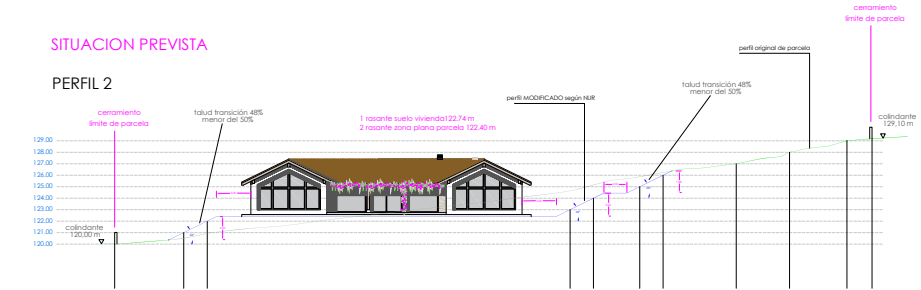 cerramiento
límite de parcela
SITUACION PREVISTA
perfil original de parcela
PERFIL 2
talud transición 48%
menor del 50%
perfil MODIFICADO según NUR
cerramiento
límite de parcela
talud transición 48%
menor del 50%
1 rasante suelo vivienda122.74 m
2 rasante zona plana parcela 122.40 m
colindante
129,10 m
129.00
128.00
127.00
126.00
125.00
124.00
123.00
122.00
121.00
120.00
colindante
120,00 m